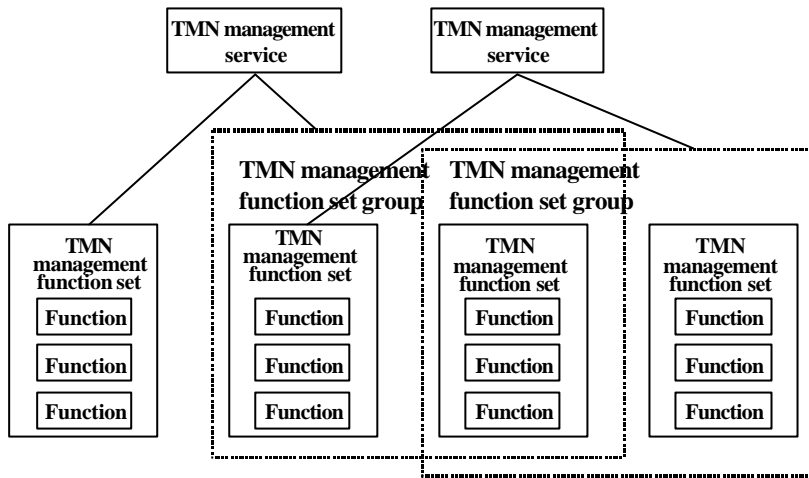 TMN management
service
TMN management
service
TMN management
function set group
TMN management
function set group
TMN
management
function set
Function
Function
Function
TMN
management
function set
Function
Function
Function
TMN
management
function set
Function
Function
Function
TMN
management
function set
Function
Function
Function